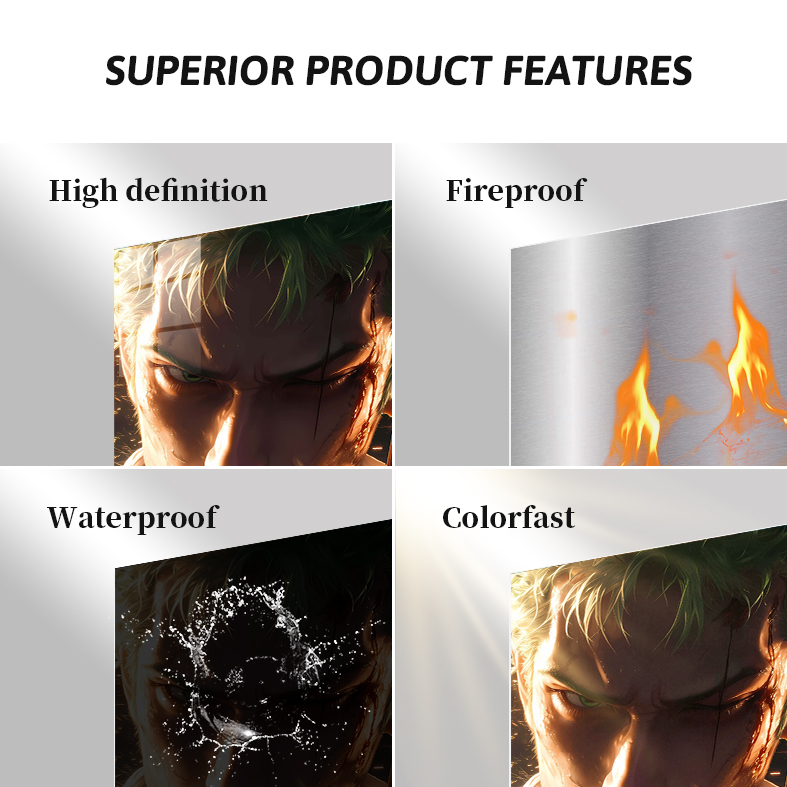 SUPERIOR PRODUCT FEATURES
High definition
Fireproof
Waterproof
Colorfast